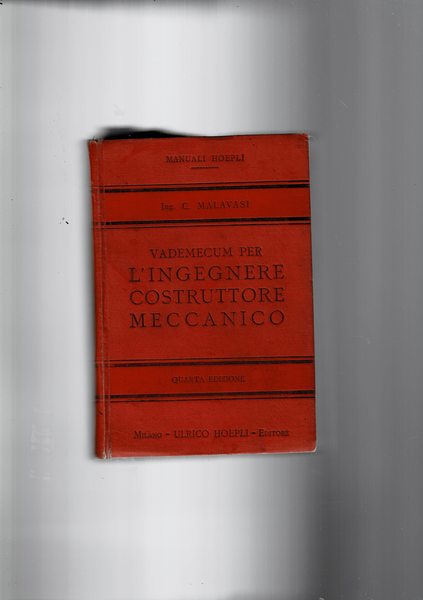 MANUALI HOEPLI
Ing. C. MALAVASI
VADEMECUM PER
L'INGEGNERE
COSTRUTTORE
MECCANICO
QUARTA EDIZIONE
MILANO - ULRICO HOEPLI - EDITORE